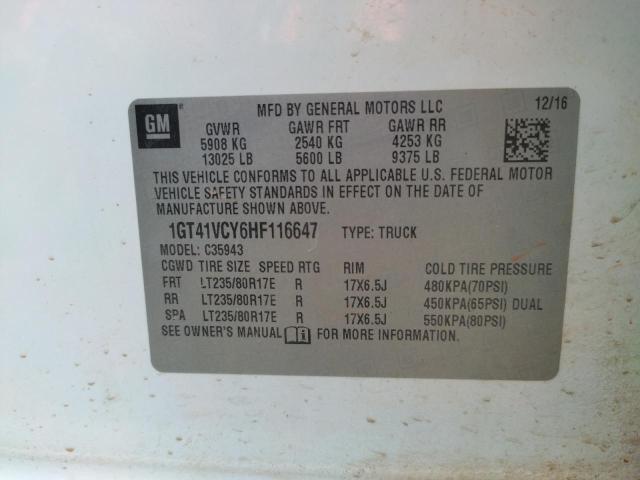 GM
MFD BY GENERAL MOTORS LLC 12/16
GVWR GAWR FRT GAWR RR
5908 KG 2540 KG 4253 KG
13025 LB 5600 LB 9375 LB
THIS VEHICLE CONFORMS TO ALL APPLICABLE U.S. FEDERAL MOTOR
VEHICLE SAFETY STANDARDS IN EFFECT ON THE DATE OF
MANUFACTURE SHOWN ABOVE.
1GT41VCY6HF116647 TYPE: TRUCK
MODEL: C35943
CGWD TIRE SIZE SPEED RTG RIM COLD TIRE PRESSURE
FRT LT235/80R17E R 17X6.5J 480KPA(70PSI)
RR LT235/80R17E R 17X6.5J 450KPA(65PSI) DUAL
SPA LT235/80R17E R 17X6.5J 550KPA(80PSI)
SEE OWNER'S MANUAL FOR MORE INFORMATION.